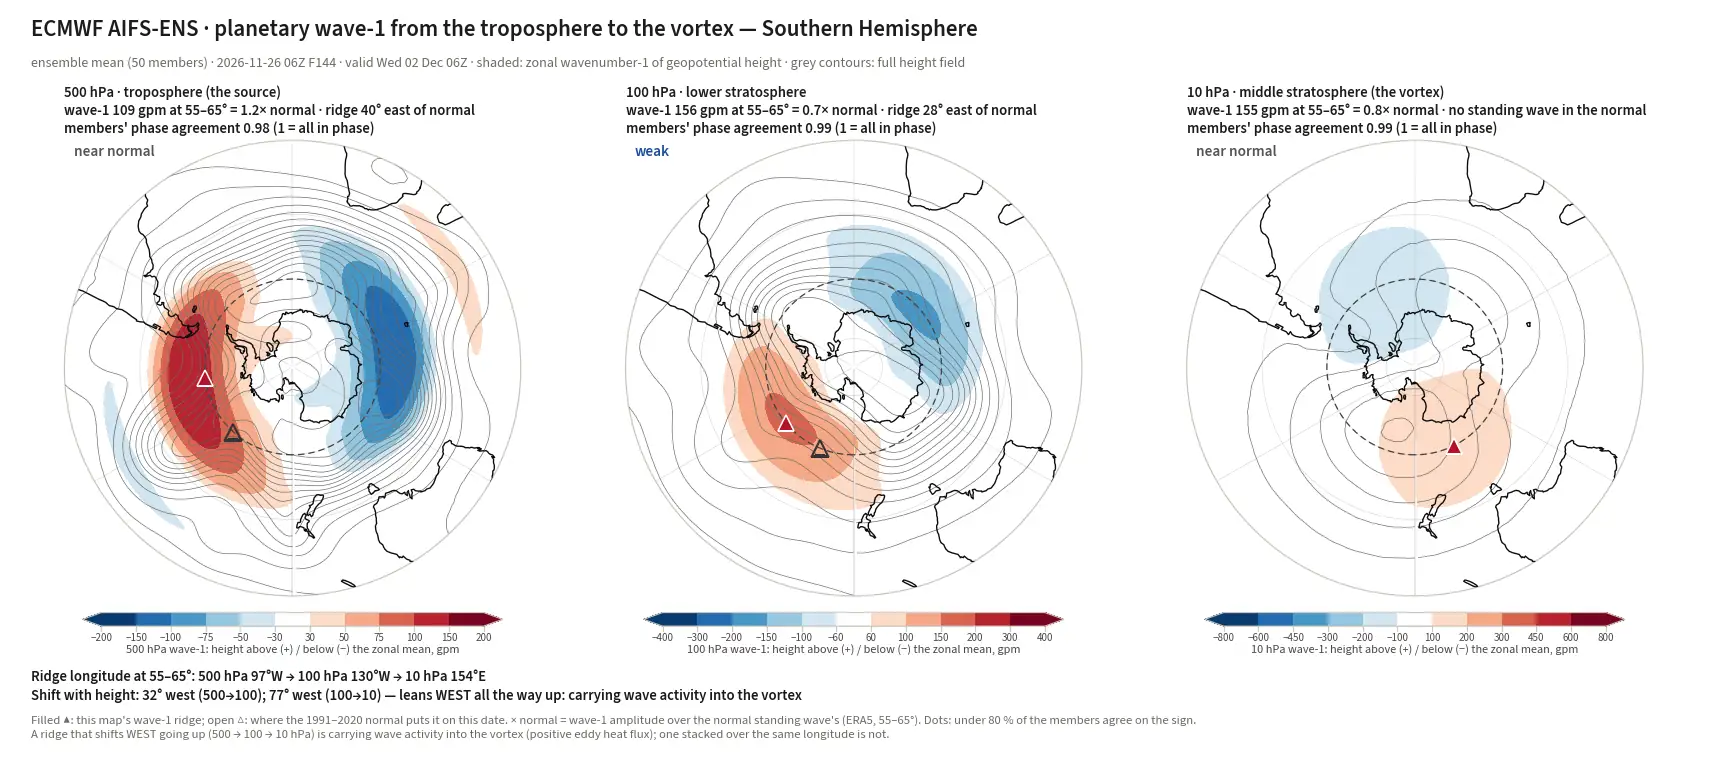 ECMWF AIFS-ENS · planetary wave-1 from the troposphere to the vortex — Southern Hemisphere
ensemble mean (50 members) · 2026-11-26 06Z F144 · valid Wed 02 Dec 06Z · shaded: zonal wavenumber-1 of geopotential height · grey contours: full height field
500 hPa · troposphere (the source)
wave-1 109 gpm at 55–65° = 1.2× normal · ridge 40° east of normal
members' phase agreement 0.98 (1 = all in phase)
near normal
100 hPa · lower stratosphere
wave-1 156 gpm at 55–65° = 0.7× normal · ridge 28° east of normal
members' phase agreement 0.99 (1 = all in phase)
weak
10 hPa · middle stratosphere (the vortex)
wave-1 155 gpm at 55–65° = 0.8× normal · no standing wave in the normal
members' phase agreement 0.99 (1 = all in phase)
near normal
−200 −150 −100 −75 −50 −30 30 50 75 100 150 200
500 hPa wave-1: height above (+) / below (−) the zonal mean, gpm
−400 −300 −200 −150 −100 −60 60 100 150 200 300 400
100 hPa wave-1: height above (+) / below (−) the zonal mean, gpm
−800 −600 −450 −300 −200 −100 100 200 300 450 600 800
10 hPa wave-1: height above (+) / below (−) the zonal mean, gpm
Ridge longitude at 55–65°: 500 hPa 97°W → 100 hPa 130°W → 10 hPa 154°E
Shift with height: 32° west (500→100); 77° west (100→10) — leans WEST all the way up: carrying wave activity into the vortex
Filled ▲: this map's wave-1 ridge; open △: where the 1991–2020 normal puts it on this date. × normal = wave-1 amplitude over the normal standing wave's (ERA5, 55–65°). Dots: under 80 % of the members agree on the sign.
A ridge that shifts WEST going up (500 → 100 → 10 hPa) is carrying wave activity into the vortex (positive eddy heat flux); one stacked over the same longitude is not.